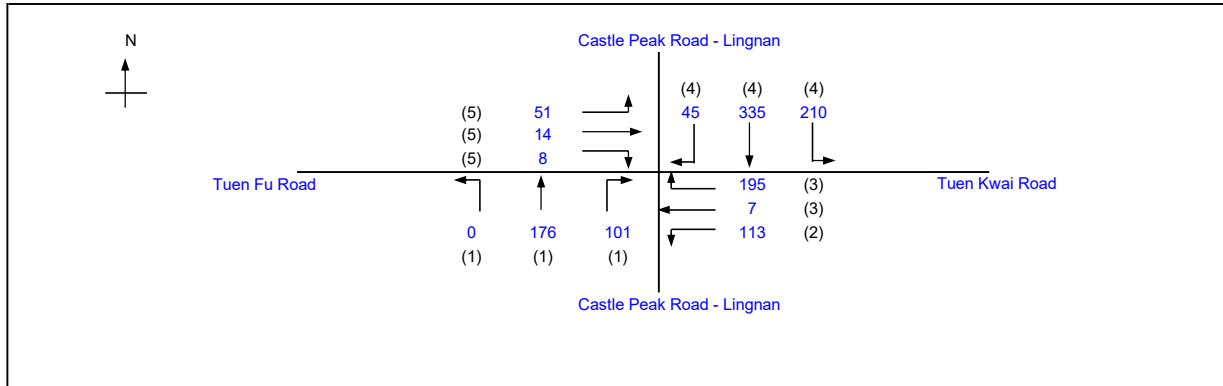 N
Castle Peak Road - Lingnan
(4) (4) (4)
(5) 51 45 335 210
(5) 14
(5) 8
Tuen Fu Road 195 (3) Tuen Kwai Road
7 (3)
0 176 101 113 (2)
(1) (1) (1)
Castle Peak Road - Lingnan